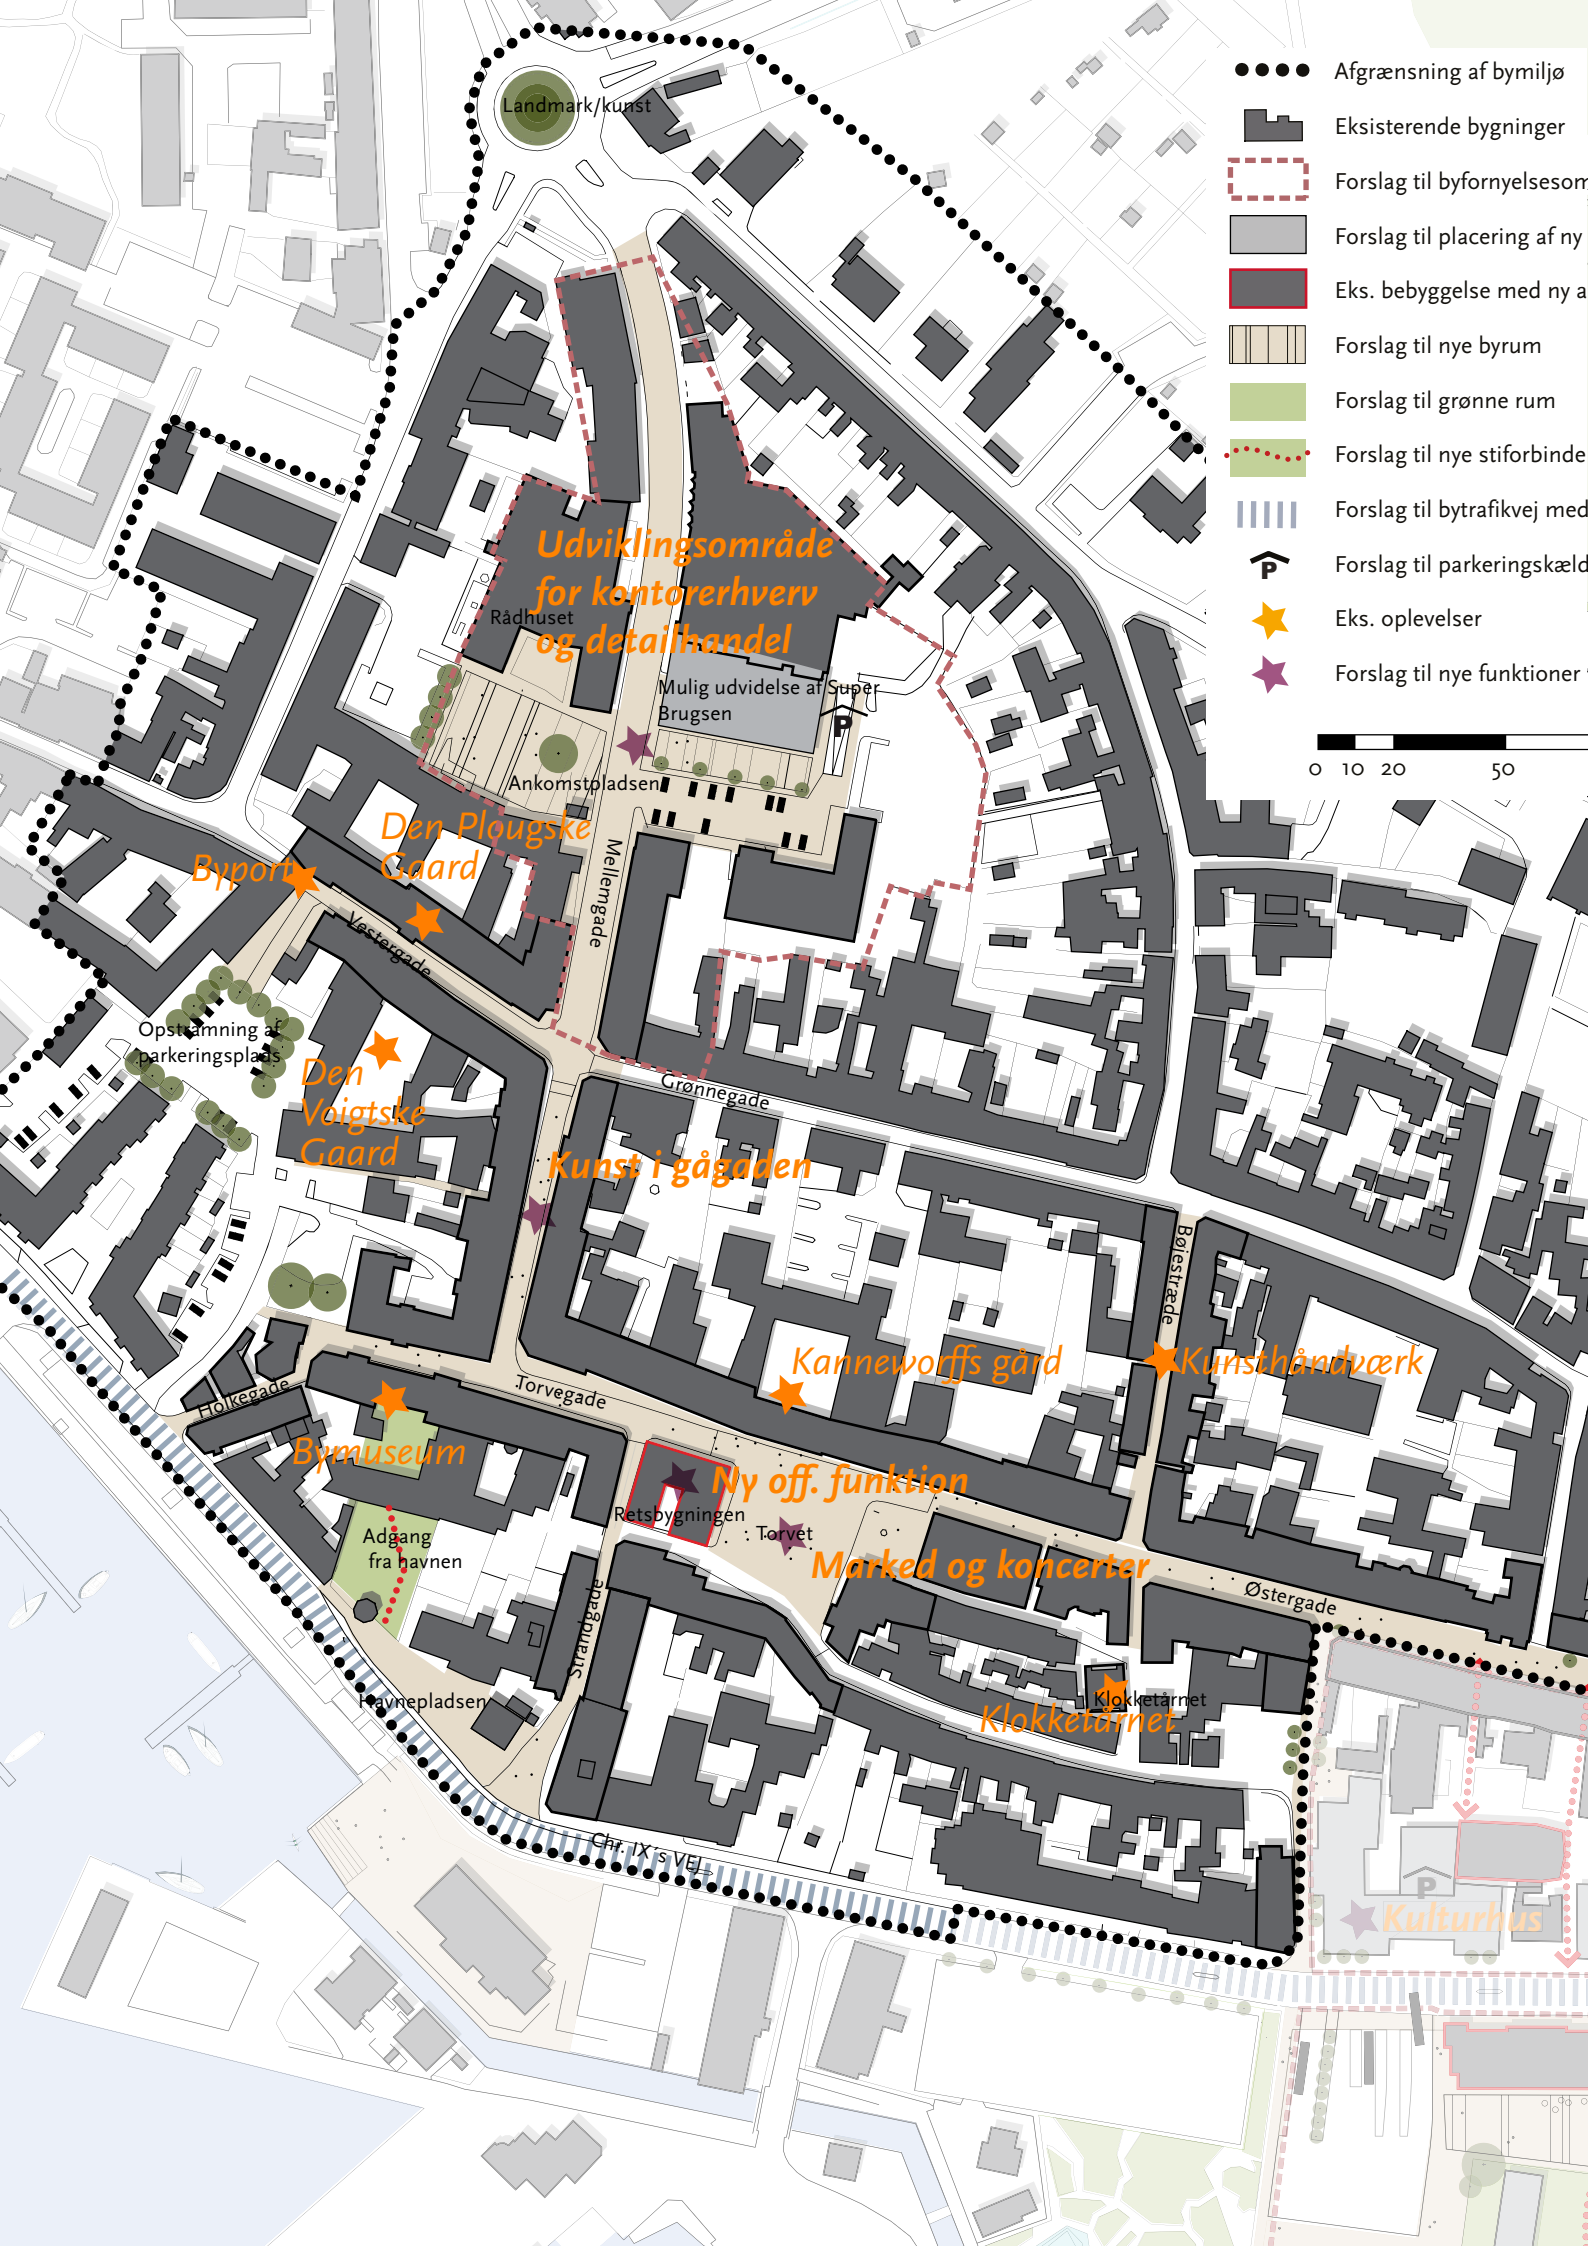 Landmark/kunst
Afgrænsning af bymiljø
Eksisterende bygninger
Forslag til byfornyelsesom
Forslag til placering af ny
Eks. bebyggelse med ny a
Forslag til nye byrum
Forslag til grønne rum
Forslag til nye stiforbinde
Forslag til bytrafikvej med
P
Forslag til parkeringskæld
Eks. oplevelser
Forslag til nye funktioner
0 10 20 50
Udviklingsområde
for kontorerhverv
og detailhandel
Rådhuset
Mulig udvidelse af Super
Brugsen
P
Ankomstpladsen
Den Plougske
Gaard
Byport
Mellemgade
Vestergade
Opstramning af
parkeringsplads
Den
Voigtske
Gaard
Grønnegade
Kunst i gågaden
Bøjestræde
Kanneworffs gård
Kunsthåndværk
Holkegade
Torvegade
Bymuseum
Ny off. funktion
Retsbygningen
Torvet
Adgang
fra havnen
Marked og koncerter
Østergade
Strandgade
Havnepladsen
Klokketårnet
Klokketårnet
Chr. IX's VEJ
P
Kulturhus